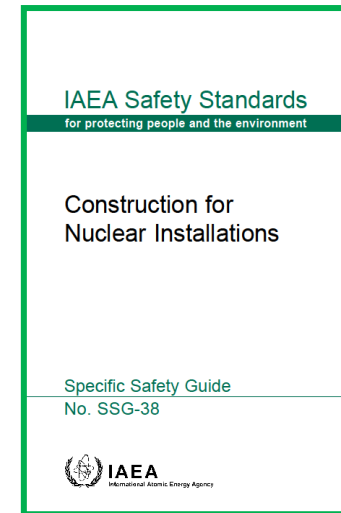 IAEA Safety Standards
for protecting people and the environment
Construction for
Nuclear Installations
Specific Safety Guide
No. SSG-38
IAEA
International Atomic Energy Agency